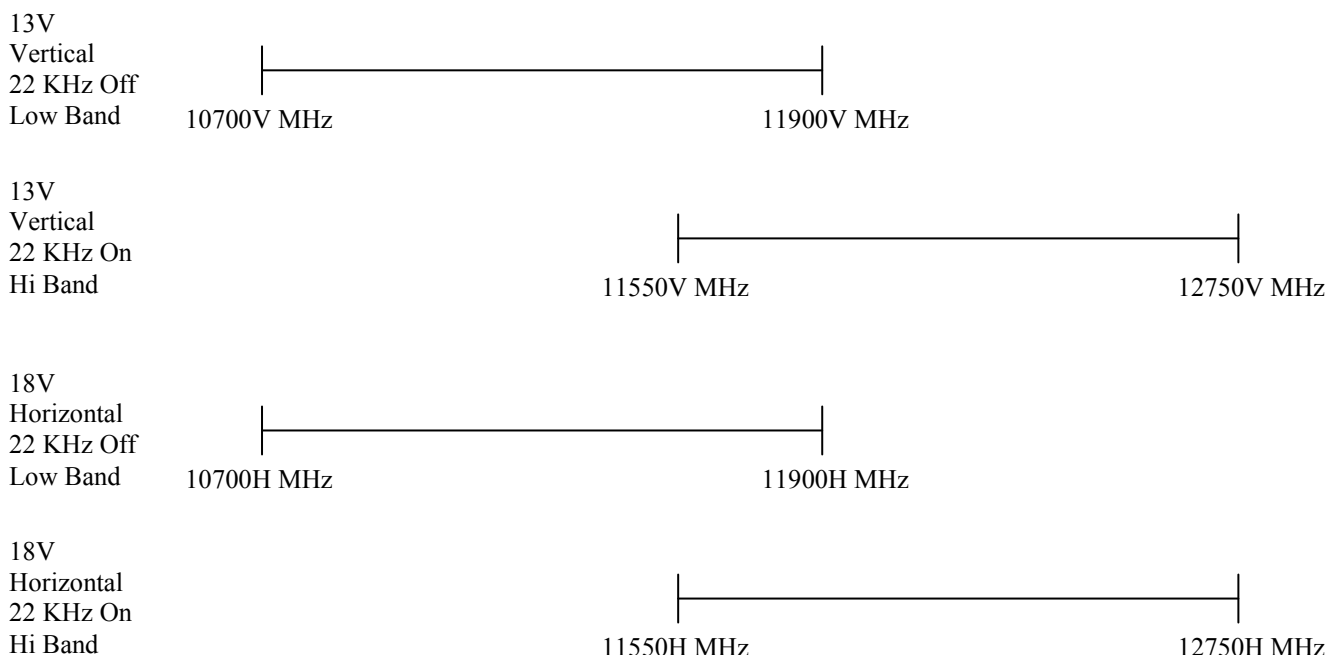 13V
Vertical
22 KHz Off
Low Band
10700V MHz
11900V MHz
13V
Vertical
22 KHz On
Hi Band
11550V MHz
12750V MHz
18V
Horizontal
22 KHz Off
Low Band
10700H MHz
11900H MHz
18V
Horizontal
22 KHz On
Hi Band
11550H MHz
12750H MHz